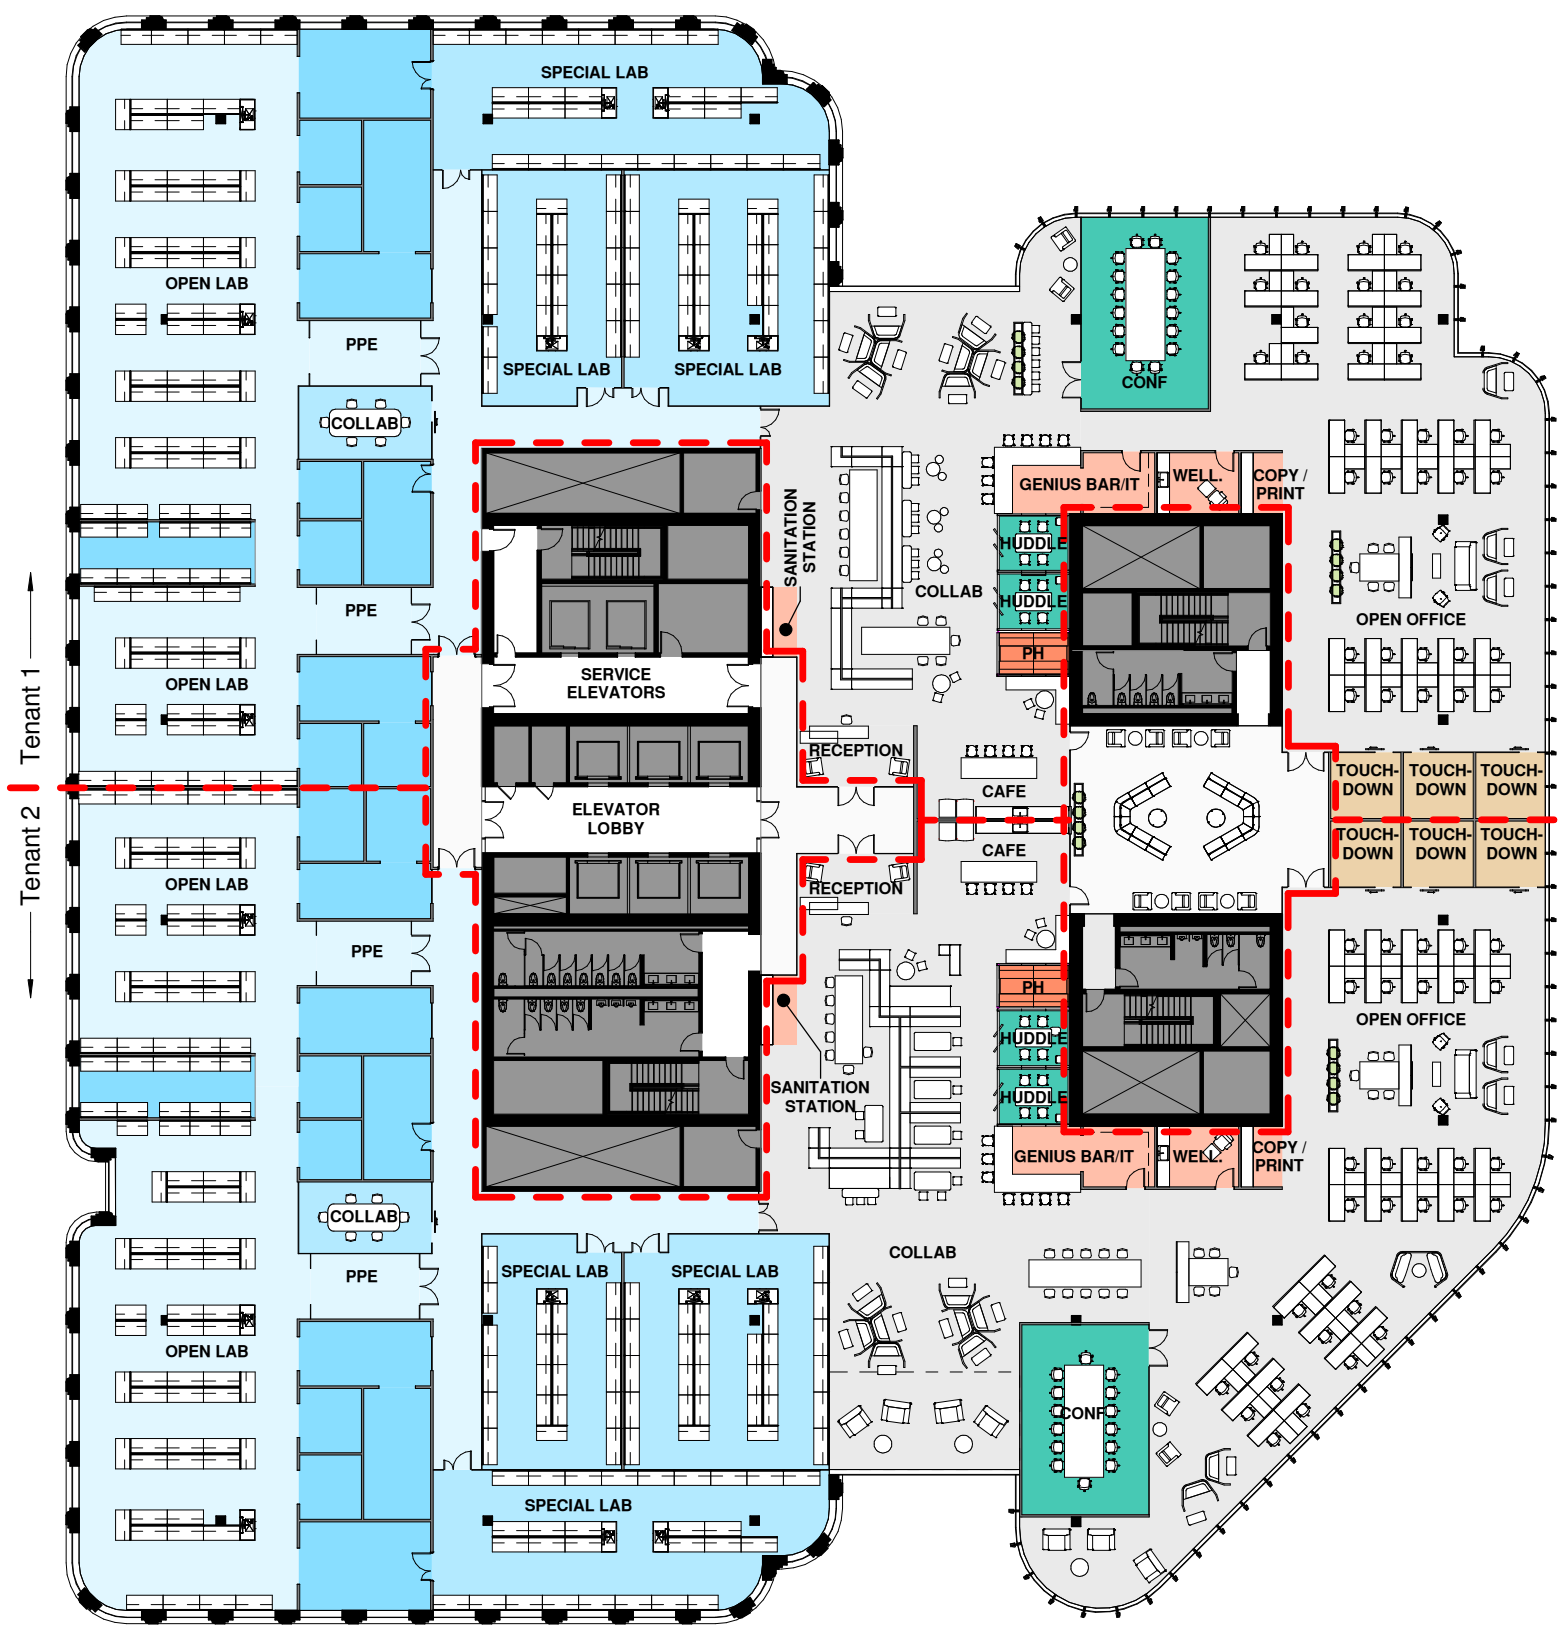 SPECIAL LAB
OPEN LAB
PPE
SPECIAL LAB
SPECIAL LAB
CONF
COLLAB
GENIUS BAR/IT
WELL.
COPY /
PRINT
SANITATION
STATION
HUDDLE
HUDDLE
COLLAB
PPE
OPEN OFFICE
PH
Tenant 1
OPEN LAB
SERVICE
ELEVATORS
RECEPTION
CAFE
TOUCH-
DOWN
TOUCH-
DOWN
TOUCH-
DOWN
ELEVATOR
LOBBY
CAFE
TOUCH-
DOWN
TOUCH-
DOWN
TOUCH-
DOWN
Tenant 2
OPEN LAB
RECEPTION
PPE
PH
OPEN OFFICE
HUDDLE
HUDDLE
SANITATION
STATION
GENIUS BAR/IT
WELL.
COPY /
PRINT
COLLAB
COLLAB
PPE
SPECIAL LAB
SPECIAL LAB
OPEN LAB
CONF
SPECIAL LAB